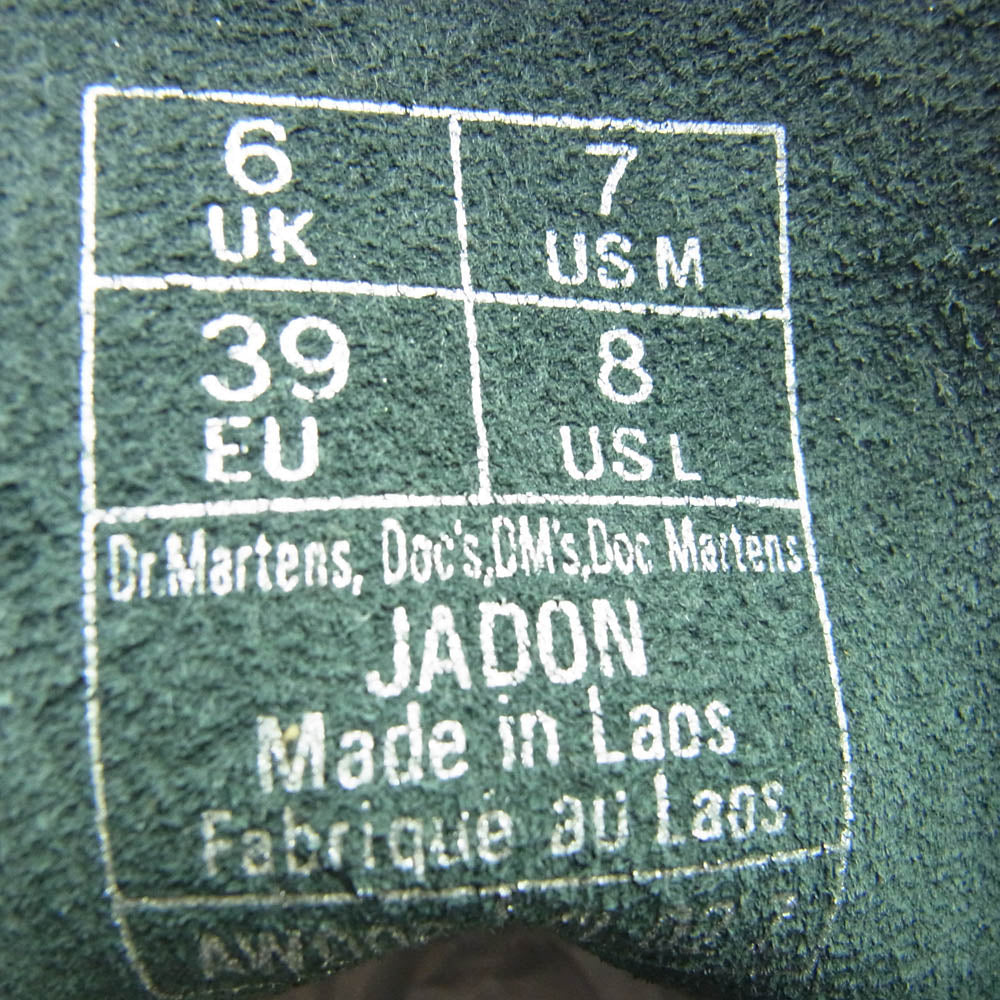 6 7
UK US M
39 8
EU US L
Dr.Martens, Doc's,DM's,Doc Martens
JADON
Made in Laos
Fabriqué au Laos